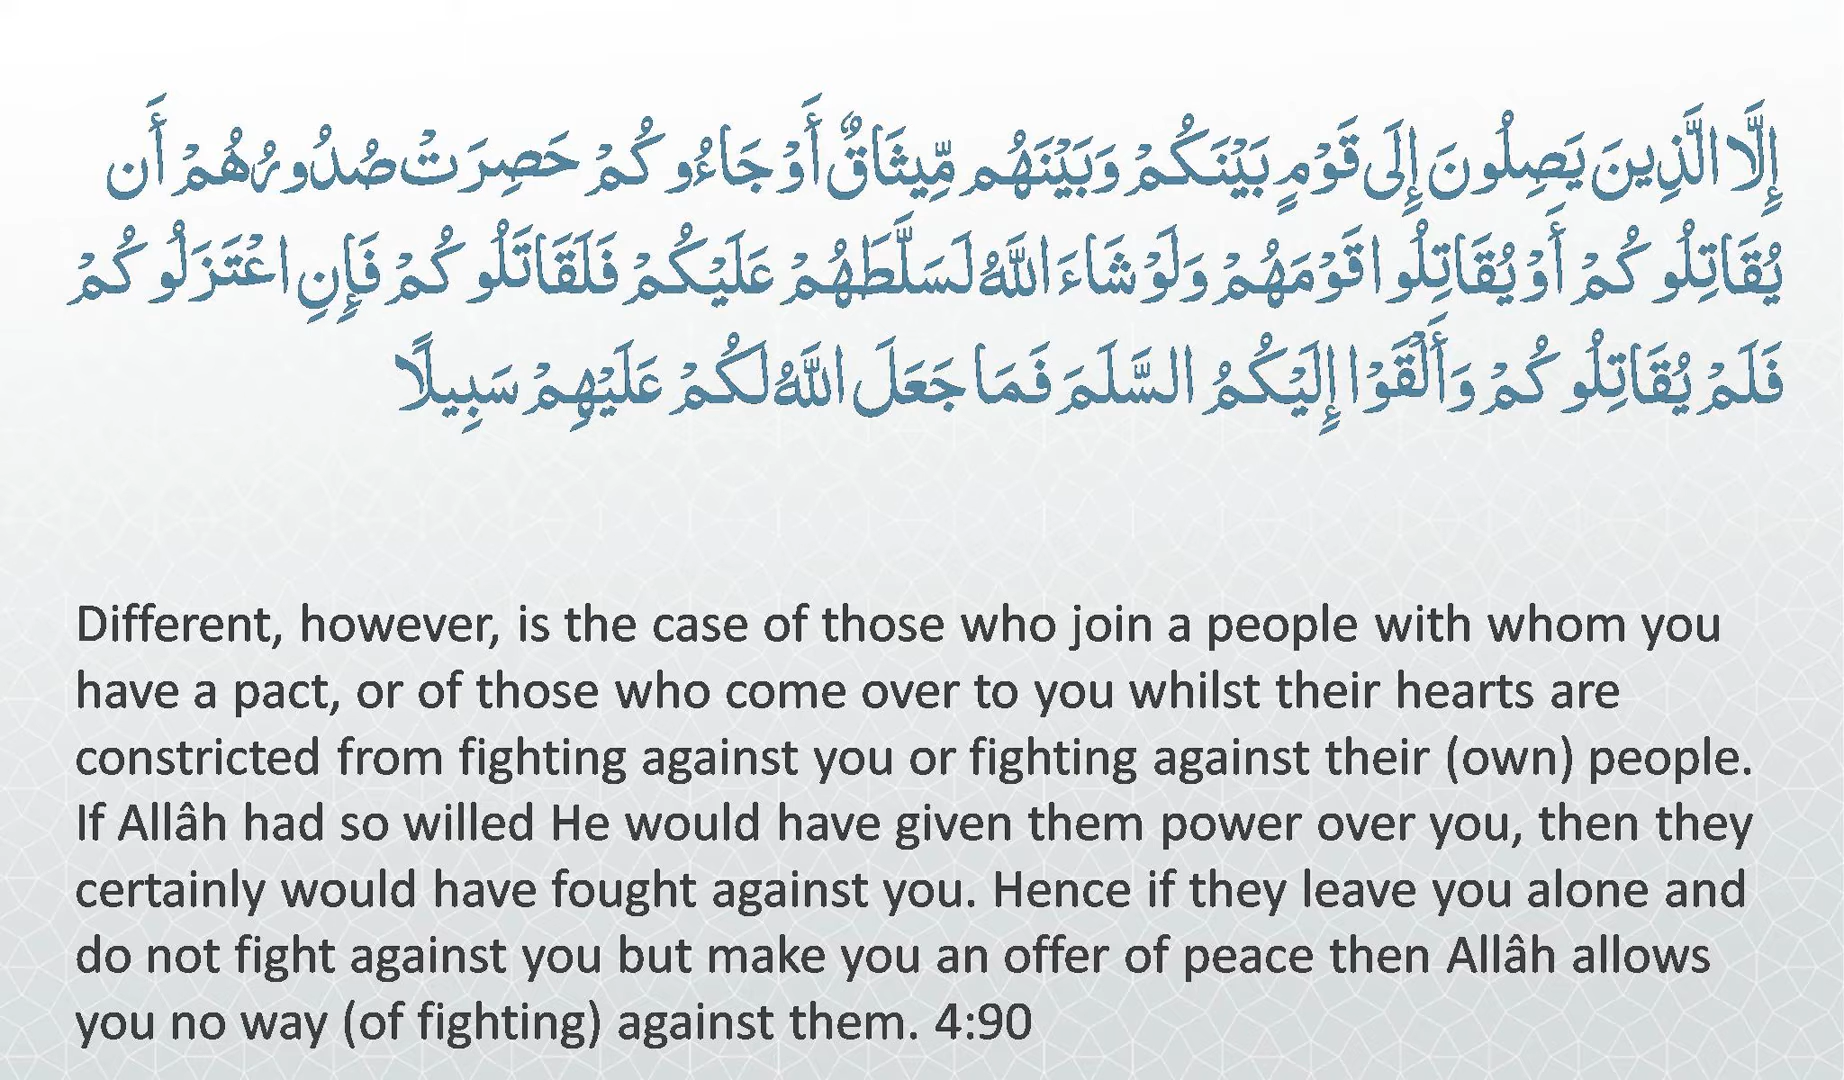 إِلَّا الَّذِينَ يَصِلُونَ إِلَى قَوْمٍ بَيْنَكُمْ وَبَيْنَهُم مِّيثَاقٌ أَوْ جَاءُوكُمْ حَصِرَتْ صُدُورُهُمْ أَن
يُقَاتِلُوكُمْ أَوْ يُقَاتِلُوا قَوْمَهُمْ وَلَوْ شَاءَ اللَّهُ لَسَلَّطَهُمْ عَلَيْكُمْ فَلَقَاتَلُوكُمْ فَإِنِ اعْتَزَلُوكُمْ
فَلَمْ يُقَاتِلُوكُمْ وَأَلْقَوْا إِلَيْكُمُ السَّلَمَ فَمَا جَعَلَ اللَّهُ لَكُمْ عَلَيْهِمْ سَبِيلًا
Different, however, is the case of those who join a people with whom you
have a pact, or of those who come over to you whilst their hearts are
constricted from fighting against you or fighting against their (own) people.
If Allâh had so willed He would have given them power over you, then they
certainly would have fought against you. Hence if they leave you alone and
do not fight against you but make you an offer of peace then Allâh allows
you no way (of fighting) against them. 4:90